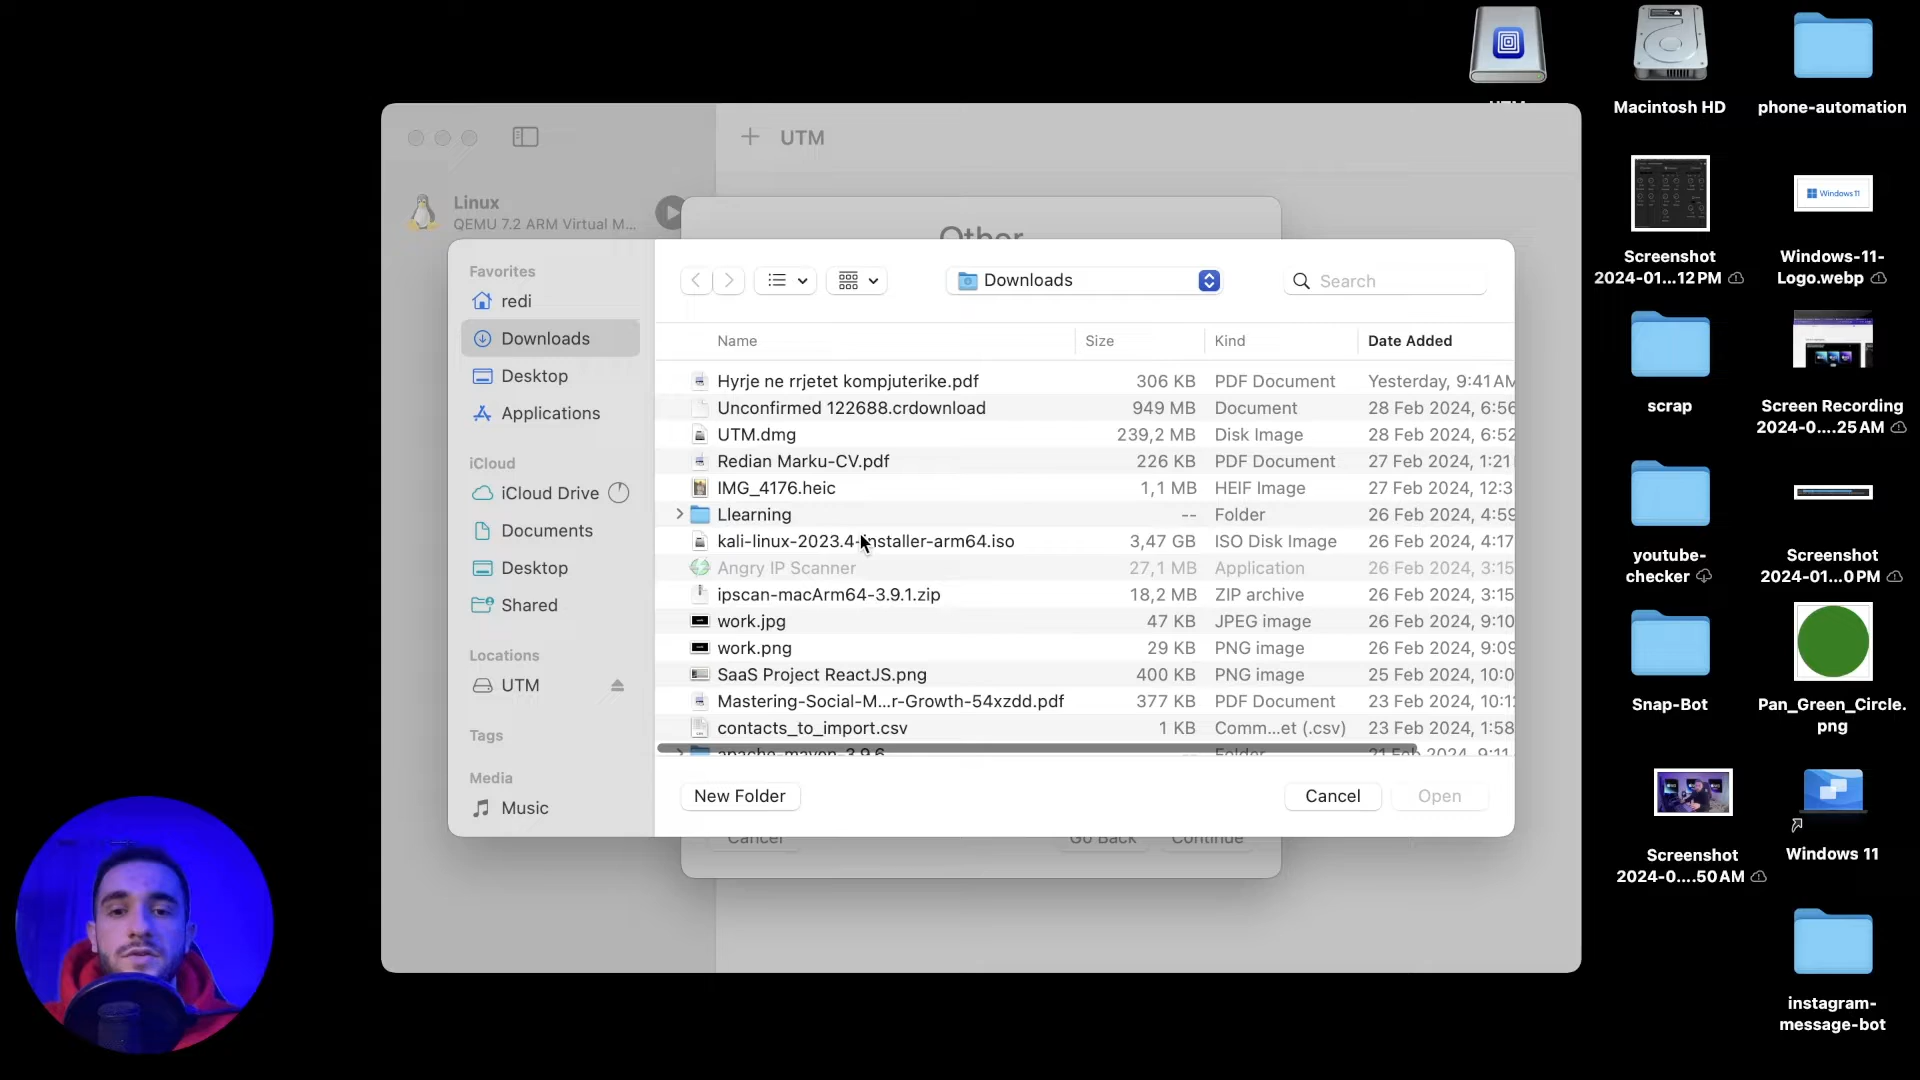 UTM
Linux
QEMU 7.2 ARM Virtual M...
Other
Favorites
redi
Downloads
Desktop
Applications
iCloud
iCloud Drive
Documents
Desktop
Shared
Locations
UTM
Tags
Media
Music
Downloads
Search
Name Size Kind Date Added
Hyrje ne rrjetet kompjuterike.pdf 306 KB PDF Document Yesterday, 9:41 AM
Unconfirmed 122688.crdownload 949 MB Document 28 Feb 2024, 6:56
UTM.dmg 239,2 MB Disk Image 28 Feb 2024, 6:52
Redian Marku-CV.pdf 226 KB PDF Document 27 Feb 2024, 1:21
IMG_4176.heic 1,1 MB HEIF Image 27 Feb 2024, 12:3
Llearning -- Folder 26 Feb 2024, 4:59
kali-linux-2023.4-installer-arm64.iso 3,47 GB ISO Disk Image 26 Feb 2024, 4:17
Angry IP Scanner 27,1 MB Application 26 Feb 2024, 3:15
ipscan-macArm64-3.9.1.zip 18,2 MB ZIP archive 26 Feb 2024, 3:15
work.jpg 47 KB JPEG image 26 Feb 2024, 9:10
work.png 29 KB PNG image 26 Feb 2024, 9:09
SaaS Project ReactJS.png 400 KB PNG image 25 Feb 2024, 10:0
Mastering-Social-M...r-Growth-54xzdd.pdf 377 KB PDF Document 23 Feb 2024, 10:1
contacts_to_import.csv 1 KB Comm...et (.csv) 23 Feb 2024, 1:58
apache-maven-3.9.6 -- Folder 21 Feb 2024, 9:11
New Folder Cancel Open
Cancel Go Back Continue
UTM
Macintosh HD
phone-automation
Screenshot
2024-01...12 PM
Windows-11-
Logo.webp
Windows 11
scrap
Screen Recording
2024-0....25 AM
youtube-
checker
Screenshot
2024-01...0 PM
Snap-Bot
Pan_Green_Circle.
png
Screenshot
2024-0....50 AM
Windows 11
instagram-
message-bot